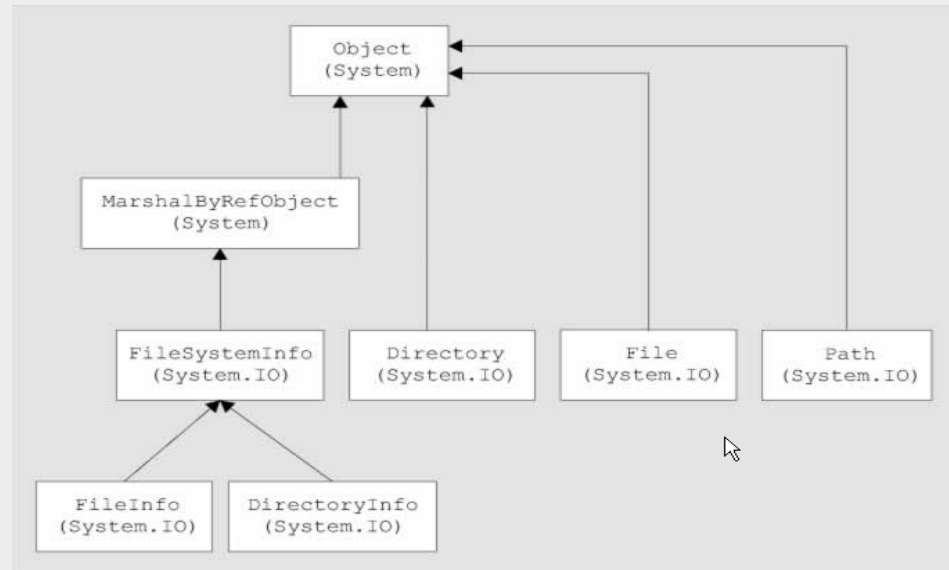 Object
(System)
MarshalByRefObject
(System)
FileSystemInfo
(System.IO)
Directory
(System.IO)
File
(System.IO)
Path
(System.IO)
FileInfo
(System.IO)
DirectoryInfo
(System.IO)